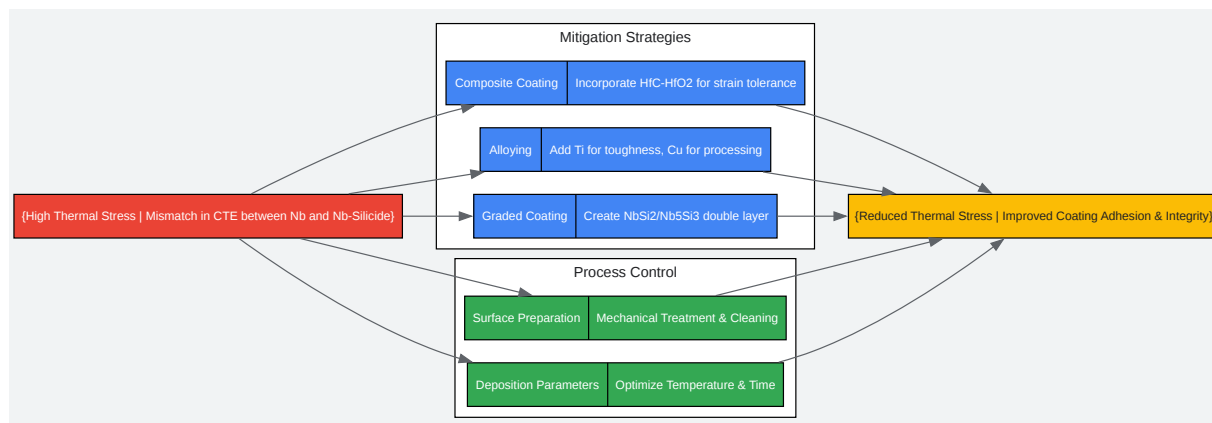 Mitigation Strategies
Composite Coating
Incorporate HfC-HfO2 for strain tolerance
Alloying
Add Ti for toughness, Cu for processing
Graded Coating
Create NbSi2/Nb5Si3 double layer
{High Thermal Stress | Mismatch in CTE between Nb and Nb-Silicide}
{Reduced Thermal Stress | Improved Coating Adhesion & Integrity}
Process Control
Surface Preparation
Mechanical Treatment & Cleaning
Deposition Parameters
Optimize Temperature & Time